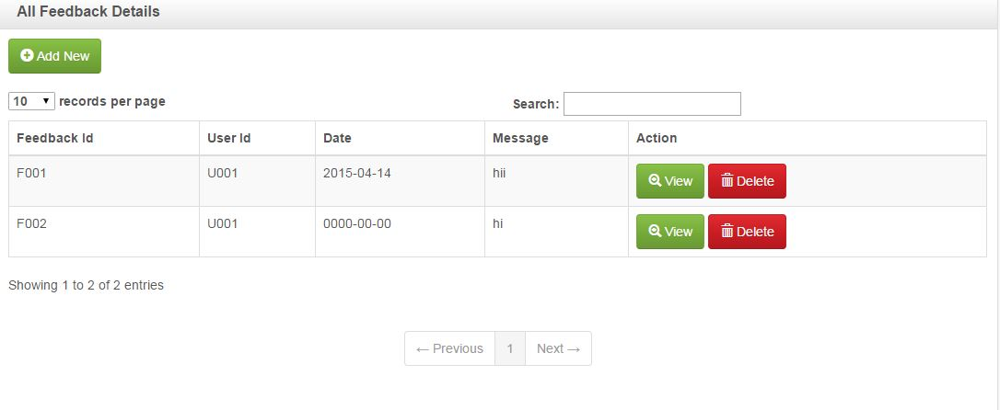 All Feedback Details
Add New
10 records per page Search:
Feedback Id User Id Date Message Action
F001 U001 2015-04-14 hii View Delete
F002 U001 0000-00-00 hi View Delete
Showing 1 to 2 of 2 entries
← Previous 1 Next →